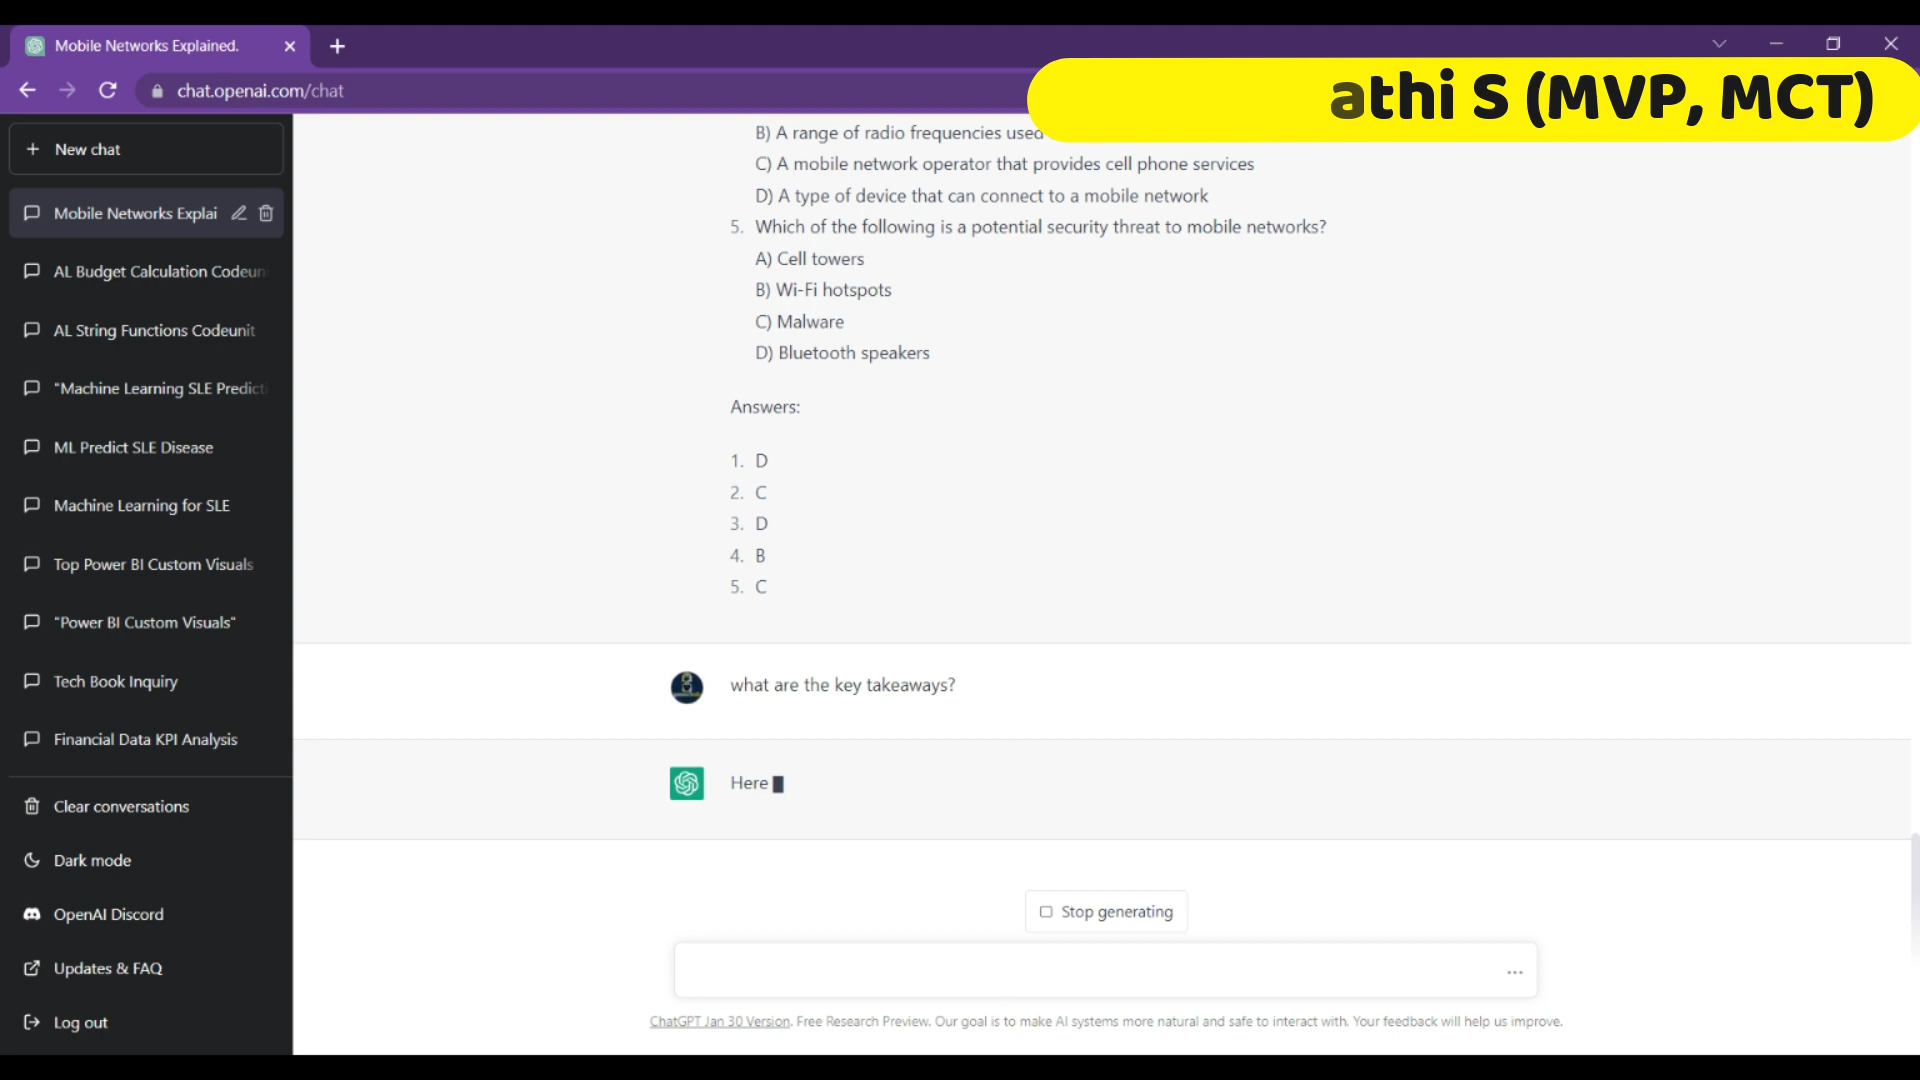 Mobile Networks Explained.
chat.openai.com/chat
athi S (MVP, MCT)
New chat
Mobile Networks Explai
AL Budget Calculation Codeuni
AL String Functions Codeunit
"Machine Learning SLE Predicti
ML Predict SLE Disease
Machine Learning for SLE
Top Power BI Custom Visuals
"Power BI Custom Visuals"
Tech Book Inquiry
Financial Data KPI Analysis
Clear conversations
Dark mode
OpenAI Discord
Updates & FAQ
Log out
B) A range of radio frequencies used
C) A mobile network operator that provides cell phone services
D) A type of device that can connect to a mobile network
5. Which of the following is a potential security threat to mobile networks?
A) Cell towers
B) Wi-Fi hotspots
C) Malware
D) Bluetooth speakers
Answers:
1. D
2. C
3. D
4. B
5. C
what are the key takeaways?
Here
Stop generating
...
ChatGPT Jan 30 Version. Free Research Preview. Our goal is to make AI systems more natural and safe to interact with. Your feedback will help us improve.